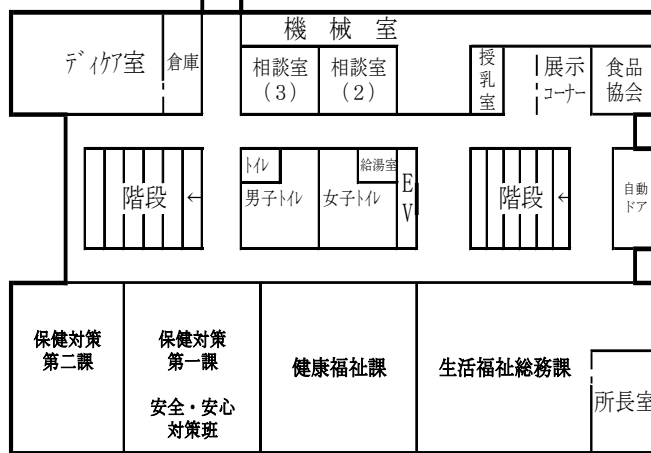 機械室
ディケア室
倉庫
相談室
(3)
相談室
(2)
授
乳
室
展示
コーナー
食品
協会
階段 ←
トイレ
男子トイレ
給湯室
女子トイレ
E
V
階段 ←
自動
ドア
保健対策
第二課
保健対策
第一課
安全・安心
対策班
健康福祉課
生活福祉総務課
所長室